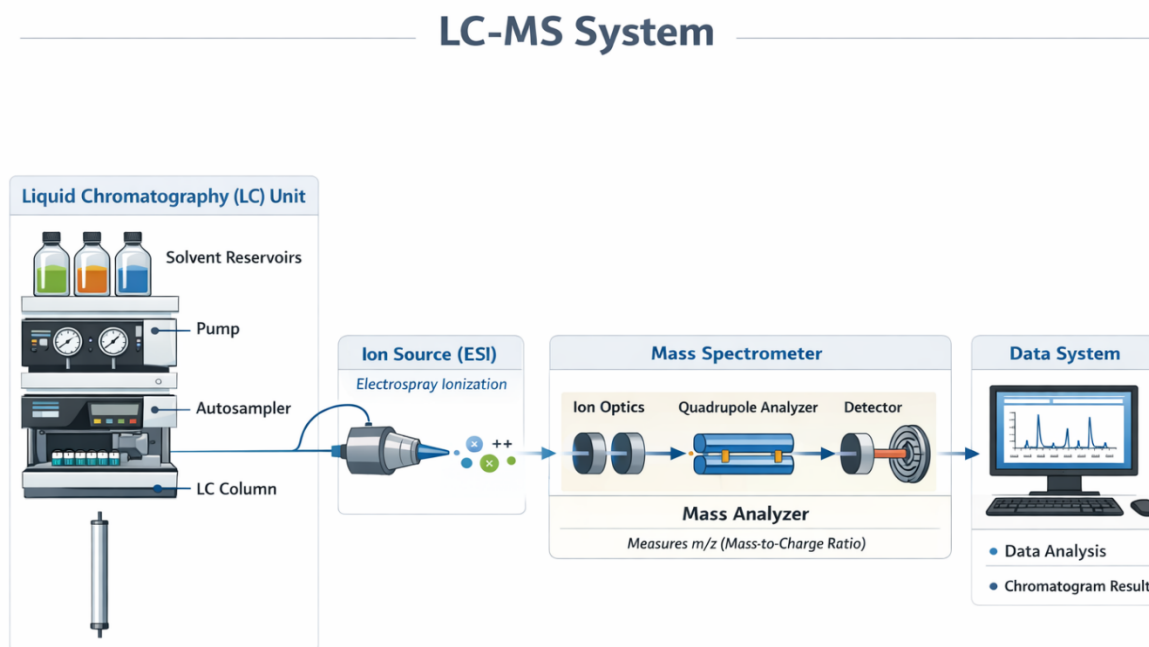 LC-MS System
Liquid Chromatography (LC) Unit
Solvent Reservoirs
Pump
Autosampler
LC Column
Ion Source (ESI)
Electrospray Ionization
++
Mass Spectrometer
Ion Optics
Quadrupole Analyzer
Detector
Mass Analyzer
Measures m/z (Mass-to-Charge Ratio)
Data System
Data Analysis
Chromatogram Result